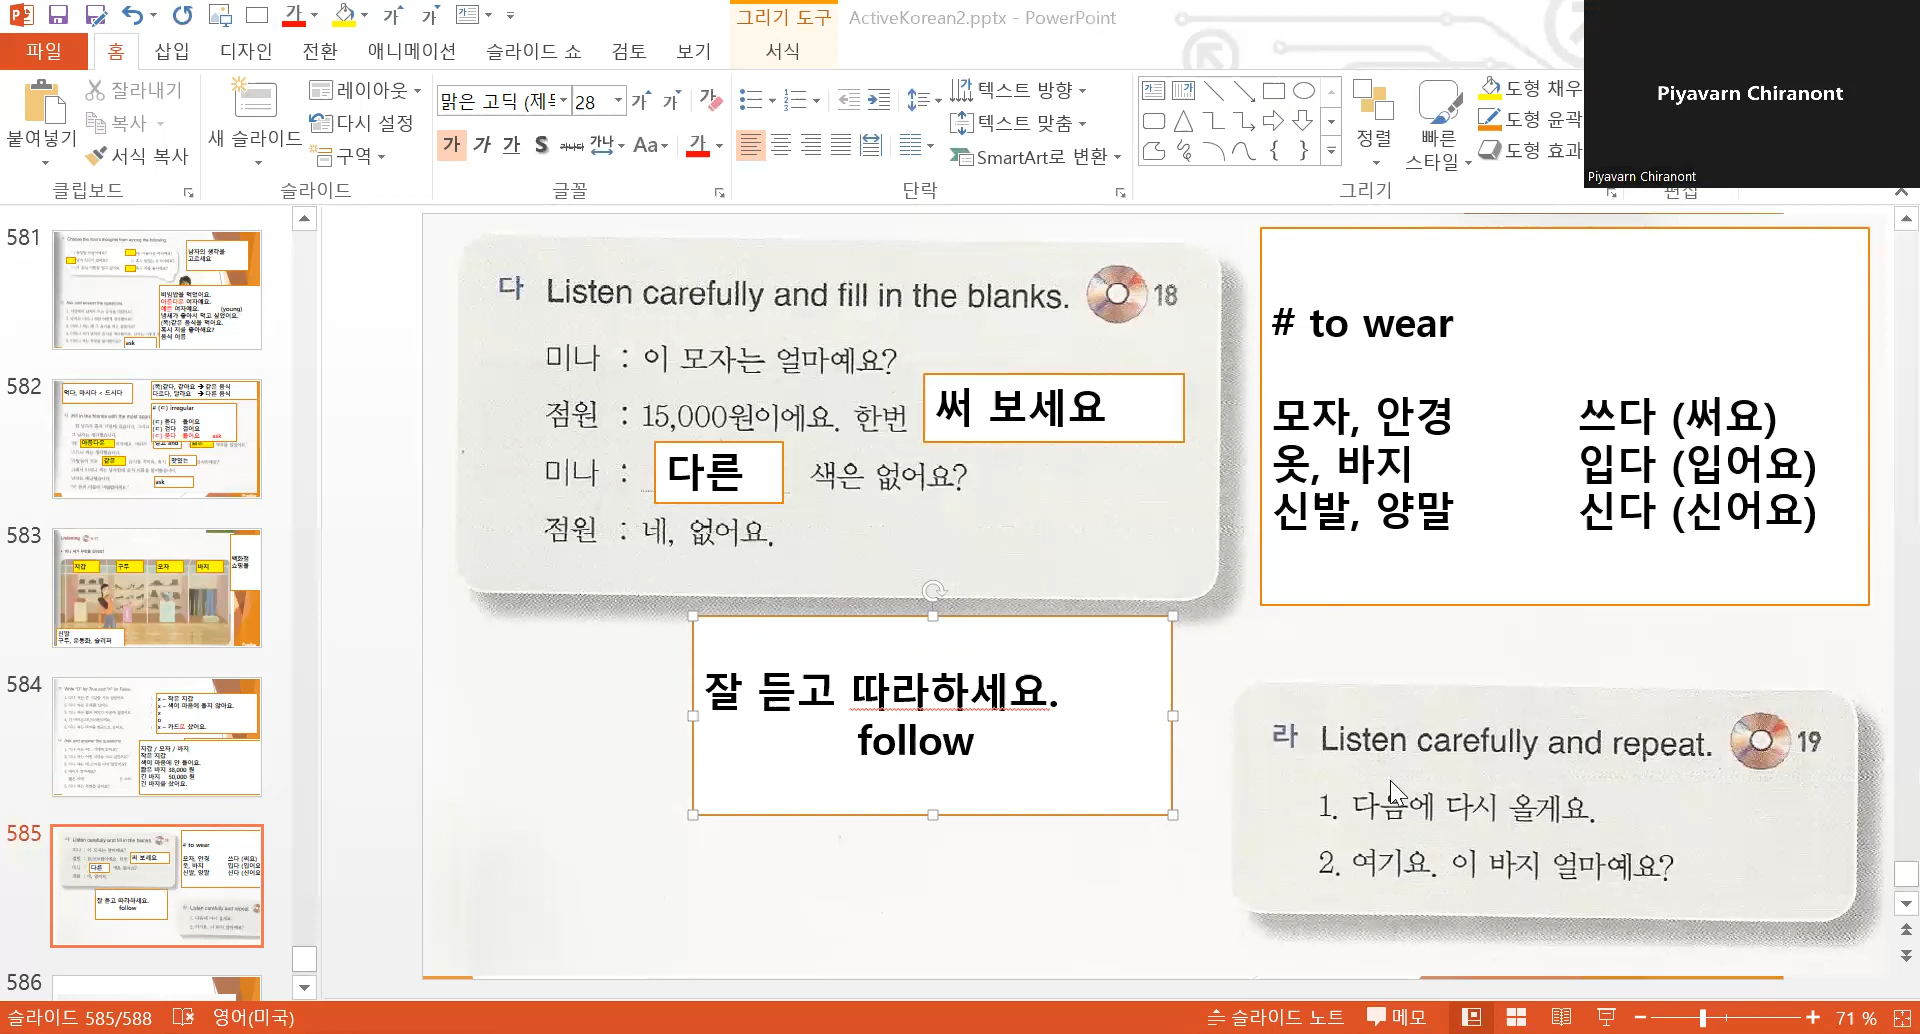 그리기 도구
ActiveKorean2.pptx - PowerPoint
파일
홈
삽입
디자인
전환
애니메이션
슬라이드 쇼
검토
보기
서식
Piyavarn Chiranont
Piyavarn Chiranont
붙여넣기
잘라내기
복사
서식 복사
클립보드
새 슬라이드
레이아웃
다시 설정
구역
슬라이드
28
가
가
가
S
가나
Aa
가
글꼴
텍스트 방향
텍스트 맞춤
SmartArt로 변환
단락
정렬
빠른
스타일
도형 채우
도형 윤곽
도형 효과
그리기
편집
581
582
583
584
585
586
다 Listen carefully and fill in the blanks. 18
미나 : 이 모자는 얼마예요?
점원 : 15,000원이에요. 한번 써 보세요
미나 : 다른 색은 없어요?
점원 : 네, 없어요.
# to wear
모자, 안경 쓰다 (써요)
옷, 바지 입다 (입어요)
신발, 양말 신다 (신어요)
잘 듣고 따라하세요.
follow
라 Listen carefully and repeat. 19
1. 다음에 다시 올게요.
2. 여기요. 이 바지 얼마예요?
슬라이드 585/588
영어(미국)
슬라이드 노트
메모
71 %